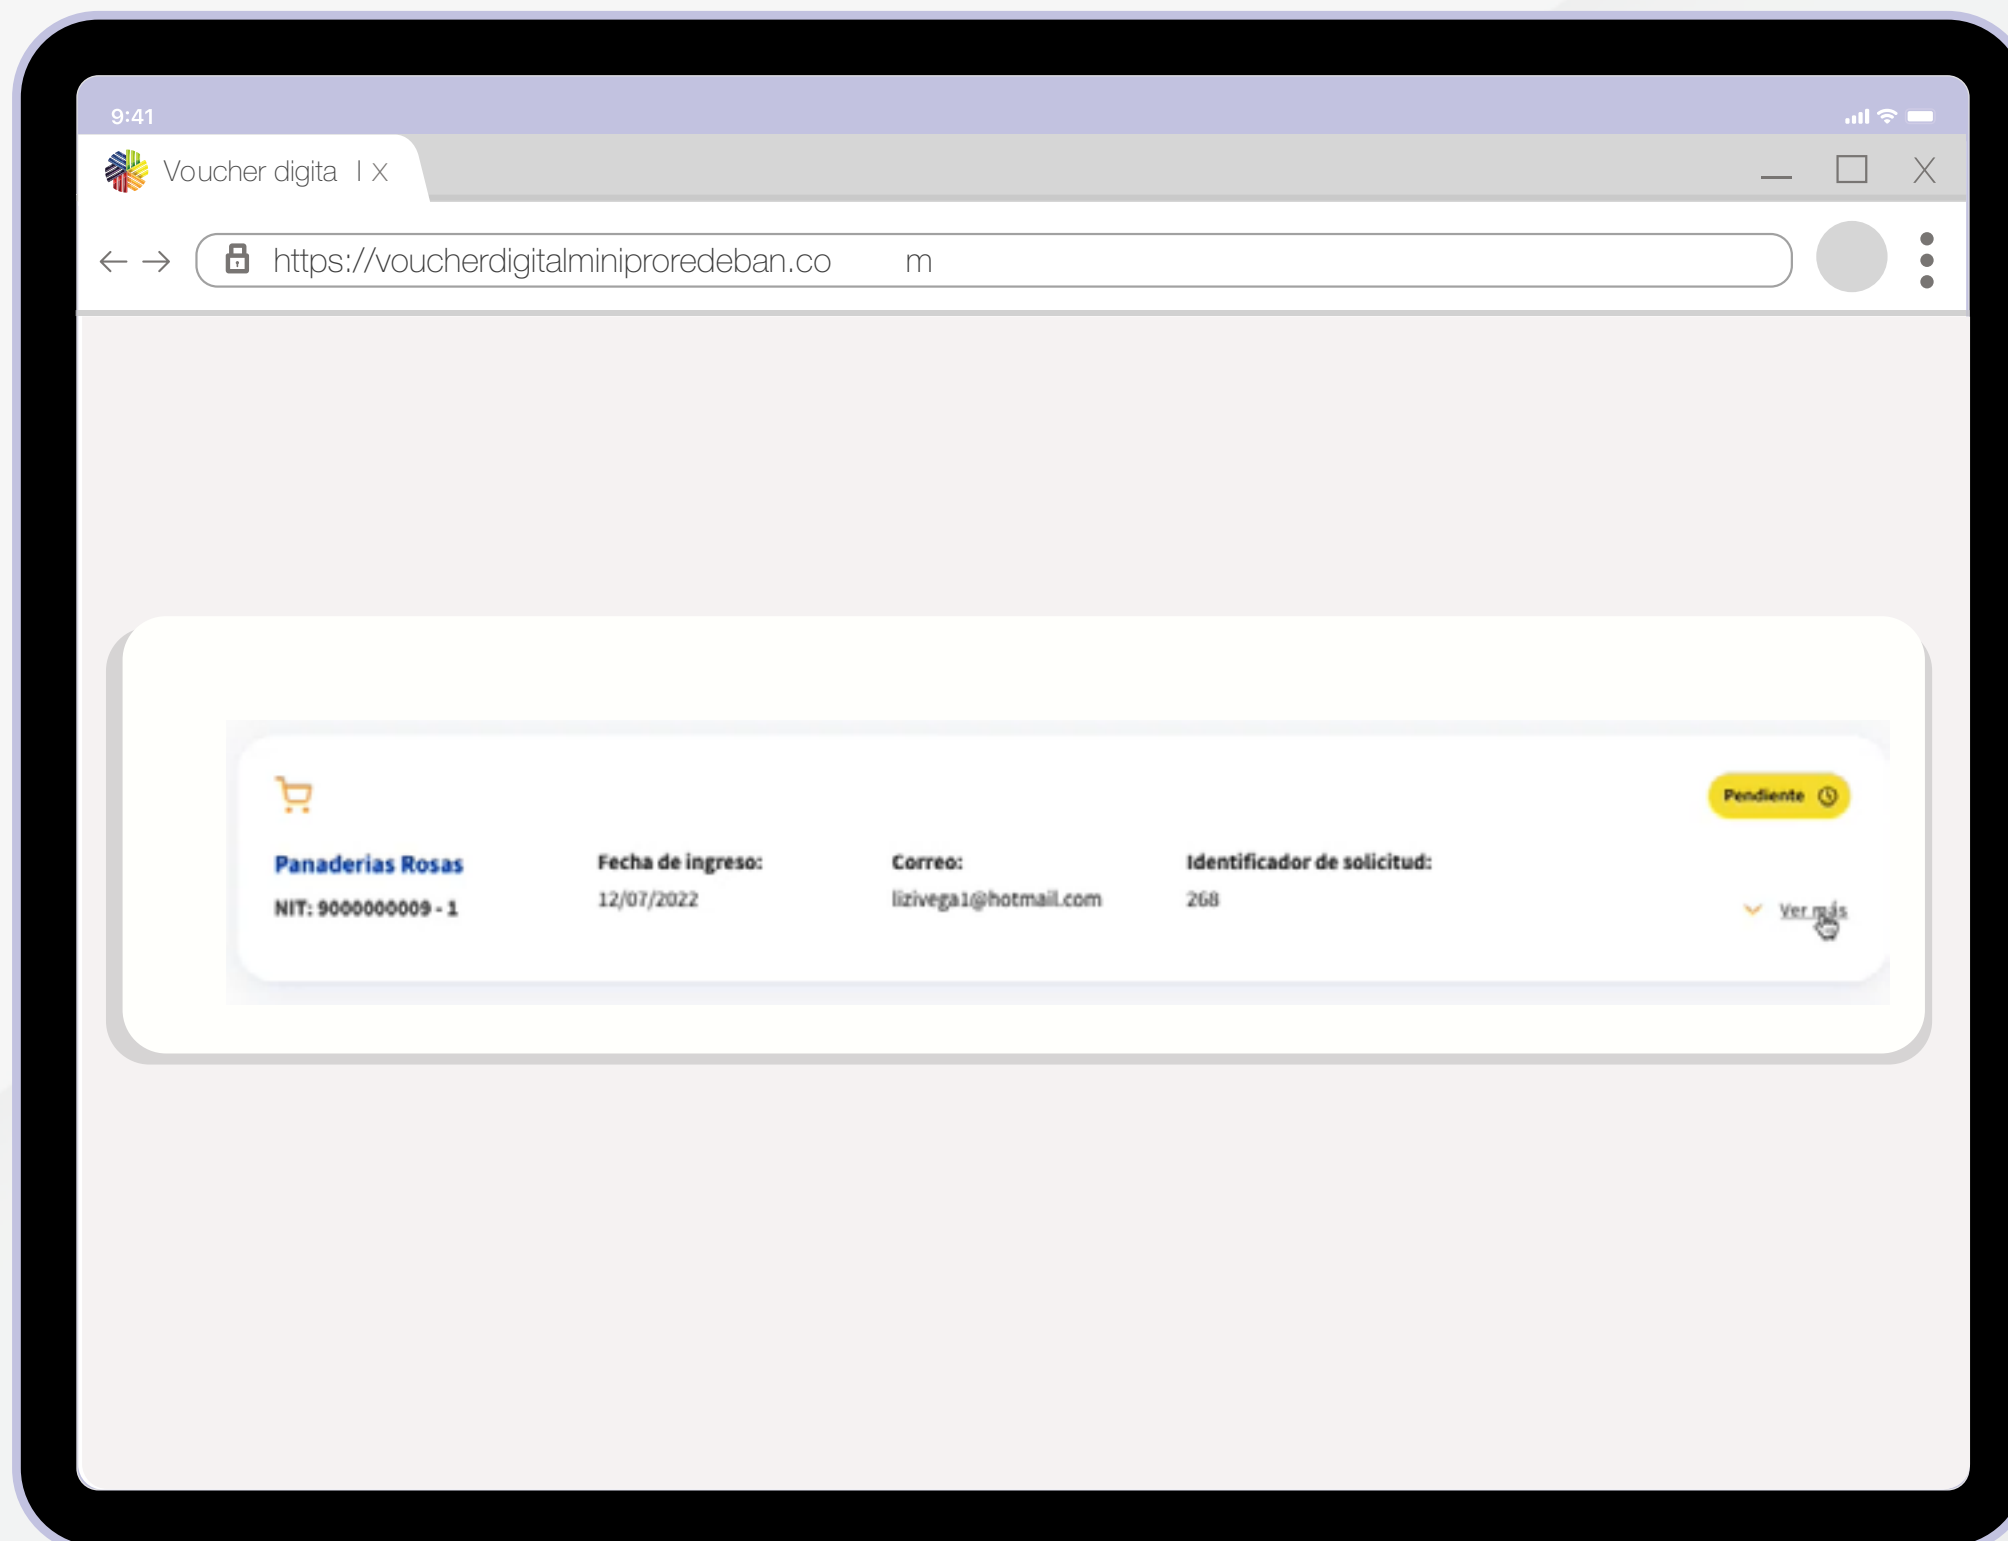 9:41
Voucher digita l X
https://voucherdigitalminiproredeban.co m
Pendiente
Panaderias Rosas
NIT: 9000000009 - 1
Fecha de ingreso:
12/07/2022
Correo:
lizivega1@hotmail.com
Identificador de solicitud:
268
Ver más